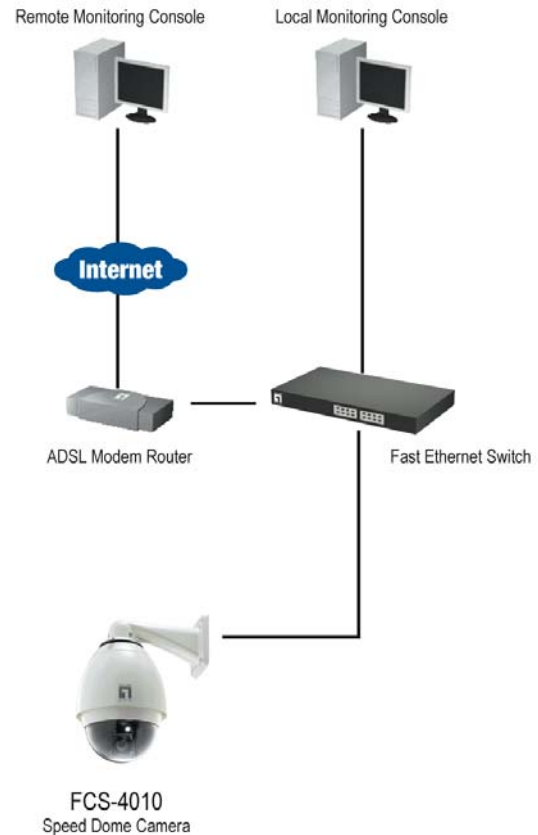 Remote Monitoring Console
Local Monitoring Console
Internet
ADSL Modem Router
Fast Ethernet Switch
FCS-4010
Speed Dome Camera